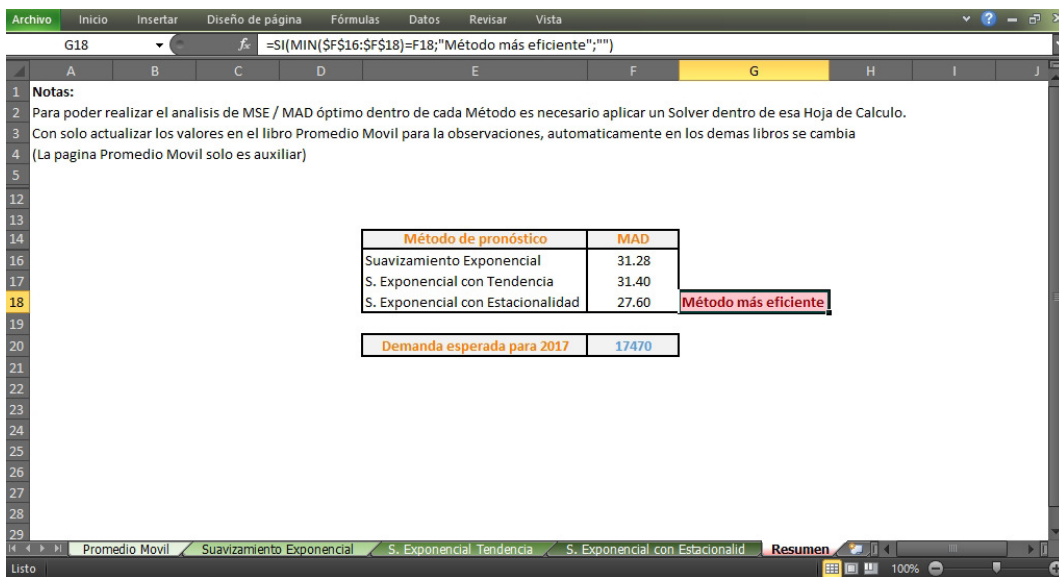 Archivo Inicio Insertar Diseño de página Fórmulas Datos Revisar Vista
G18 fx =SI(MIN($F$16:$F$18)=F18;"Método más eficiente";"")
A B C D E F G H I J
1 Notas:
2 Para poder realizar el analisis de MSE / MAD óptimo dentro de cada Método es necesario aplicar un Solver dentro de esa Hoja de Calculo.
3 Con solo actualizar los valores en el libro Promedio Movil para la observaciones, automaticamente en los demas libros se cambia
4 (La pagina Promedio Movil solo es auxiliar)
5
12
13
14 Método de pronóstico MAD
16 Suavizamiento Exponencial 31.28
17 S. Exponencial con Tendencia 31.40
18 S. Exponencial con Estacionalidad 27.60 Método más eficiente
19
20 Demanda esperada para 2017 17470
21
22
23
24
25
26
27
28
29
Promedio Movil Suavizamiento Exponencial S. Exponencial Tendencia S. Exponencial con Estacionalid Resumen
Listo 100%